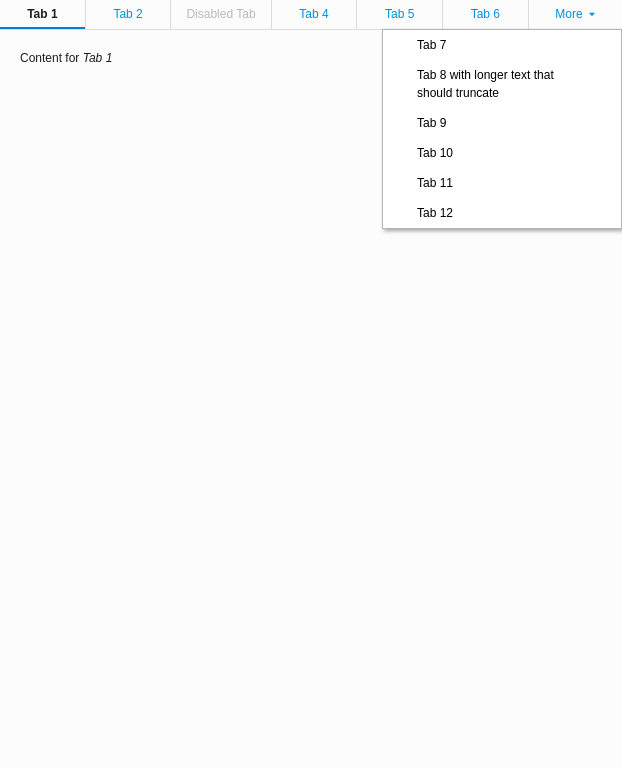 Tab 1 Tab 2 Disabled Tab Tab 4 Tab 5 Tab 6 More
Content for Tab 1
Tab 7
Tab 8 with longer text that
should truncate
Tab 9
Tab 10
Tab 11
Tab 12